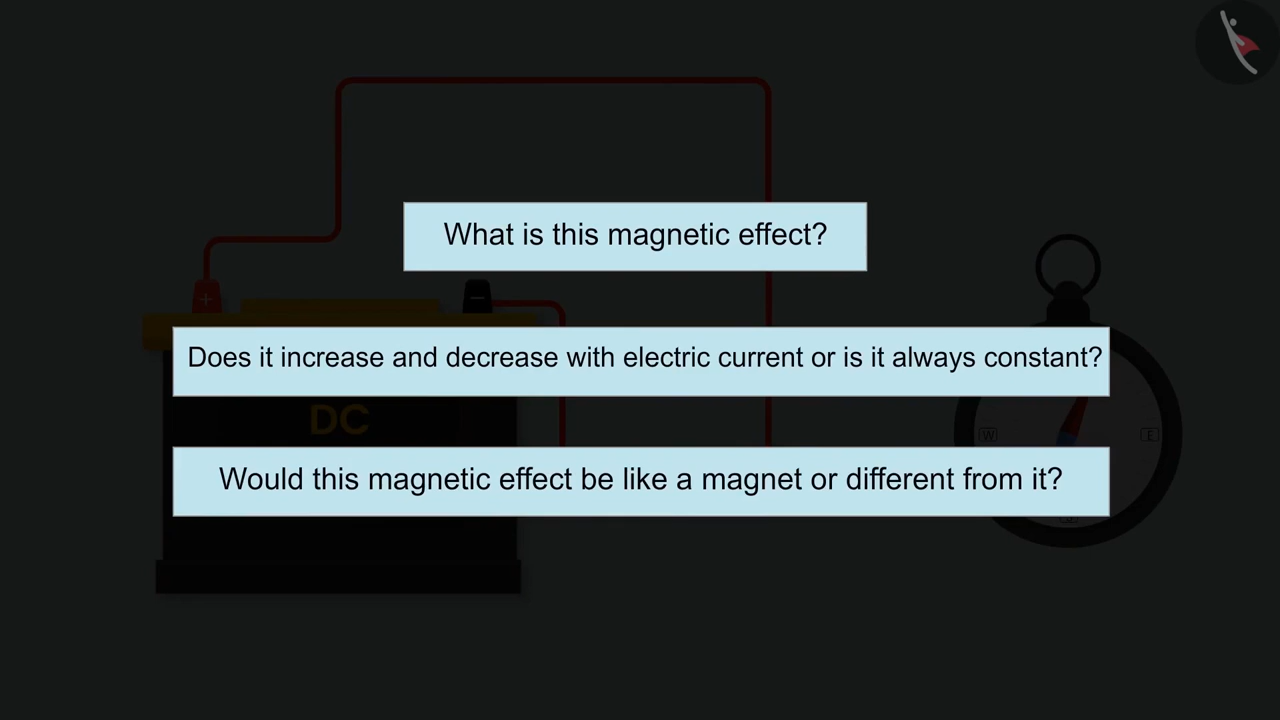 What is this magnetic effect?
+
−
Does it increase and decrease with electric current or is it always constant?
DC
W
E
Would this magnetic effect be like a magnet or different from it?